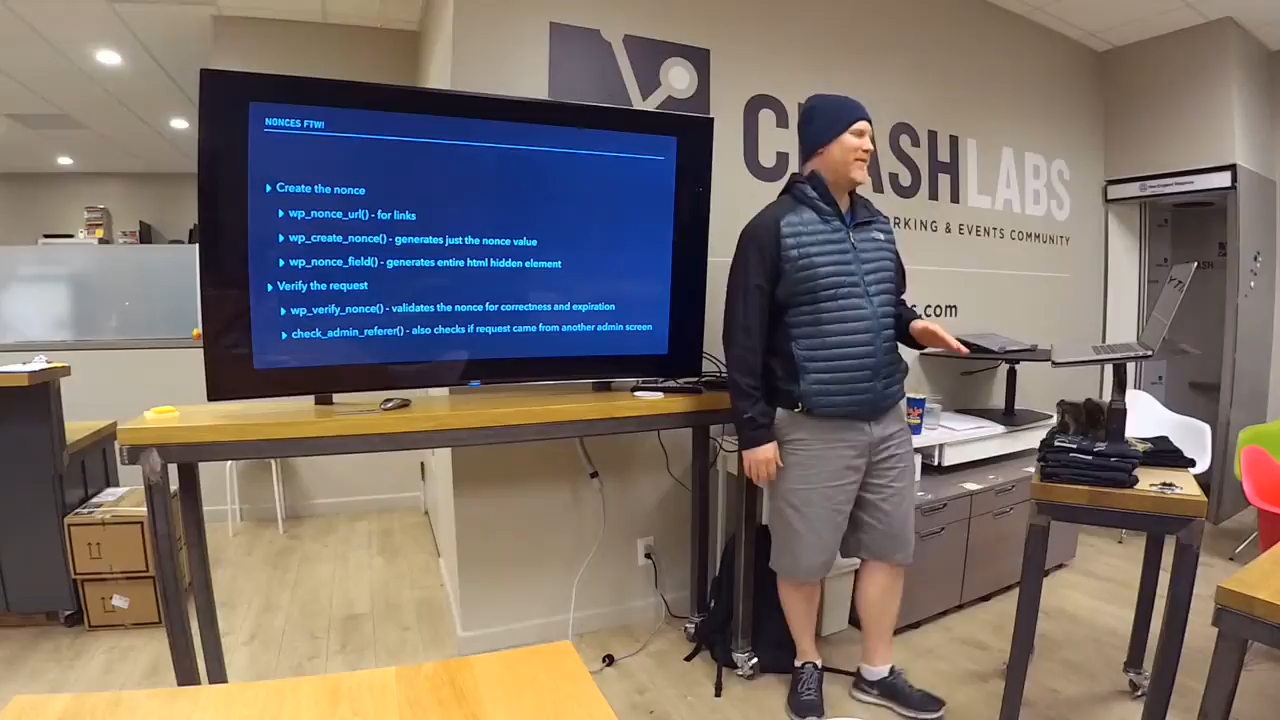 NONCES FTW!
Create the nonce
wp_nonce_url() - for links
wp_create_nonce() - generates just the nonce value
wp_nonce_field() - generates entire html hidden element
Verify the request
wp_verify_nonce() - validates the nonce for correctness and expiration
check_admin_referer() - also checks if request came from another admin screen
C ASHLABS
RKING & EVENTS COMMUNITY
s.com